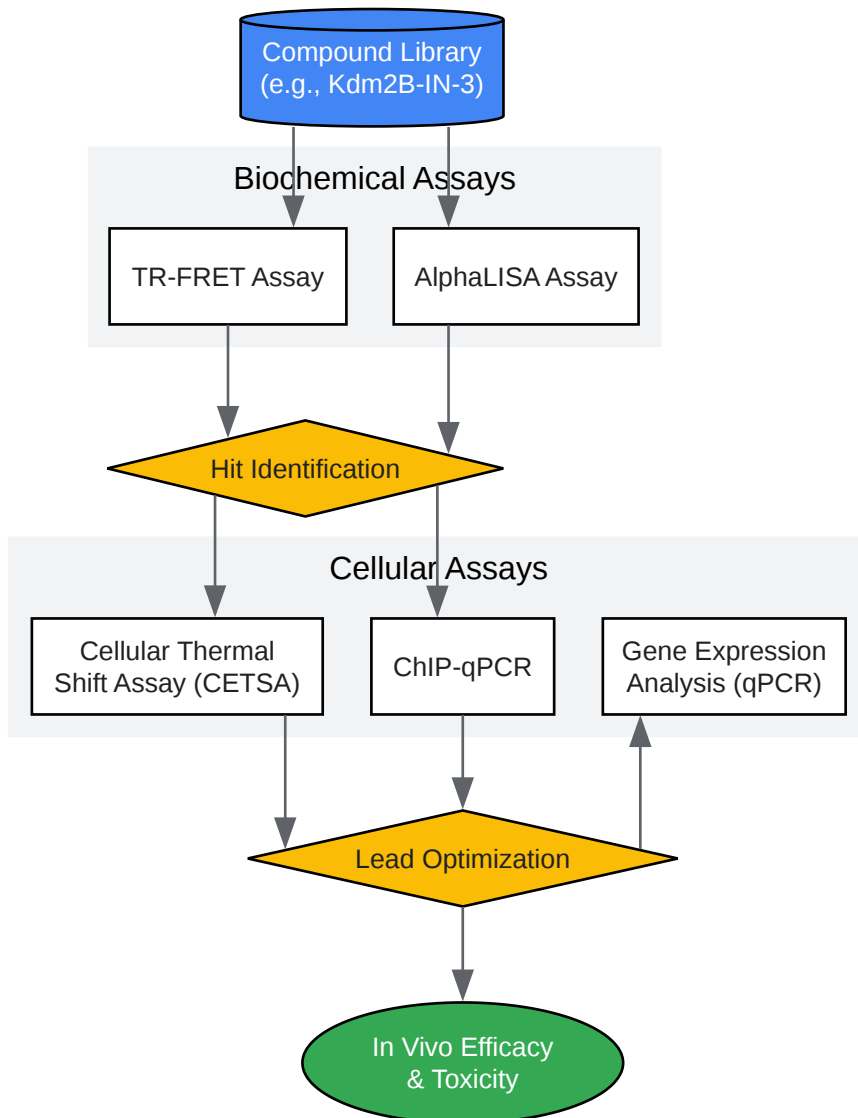 Compound Library
(e.g., Kdm2B-IN-3)
Biochemical Assays
TR-FRET Assay
AlphaLISA Assay
Hit Identification
Cellular Assays
Cellular Thermal
Shift Assay (CETSA)
ChIP-qPCR
Gene Expression
Analysis (qPCR)
Lead Optimization
In Vivo Efficacy
& Toxicity